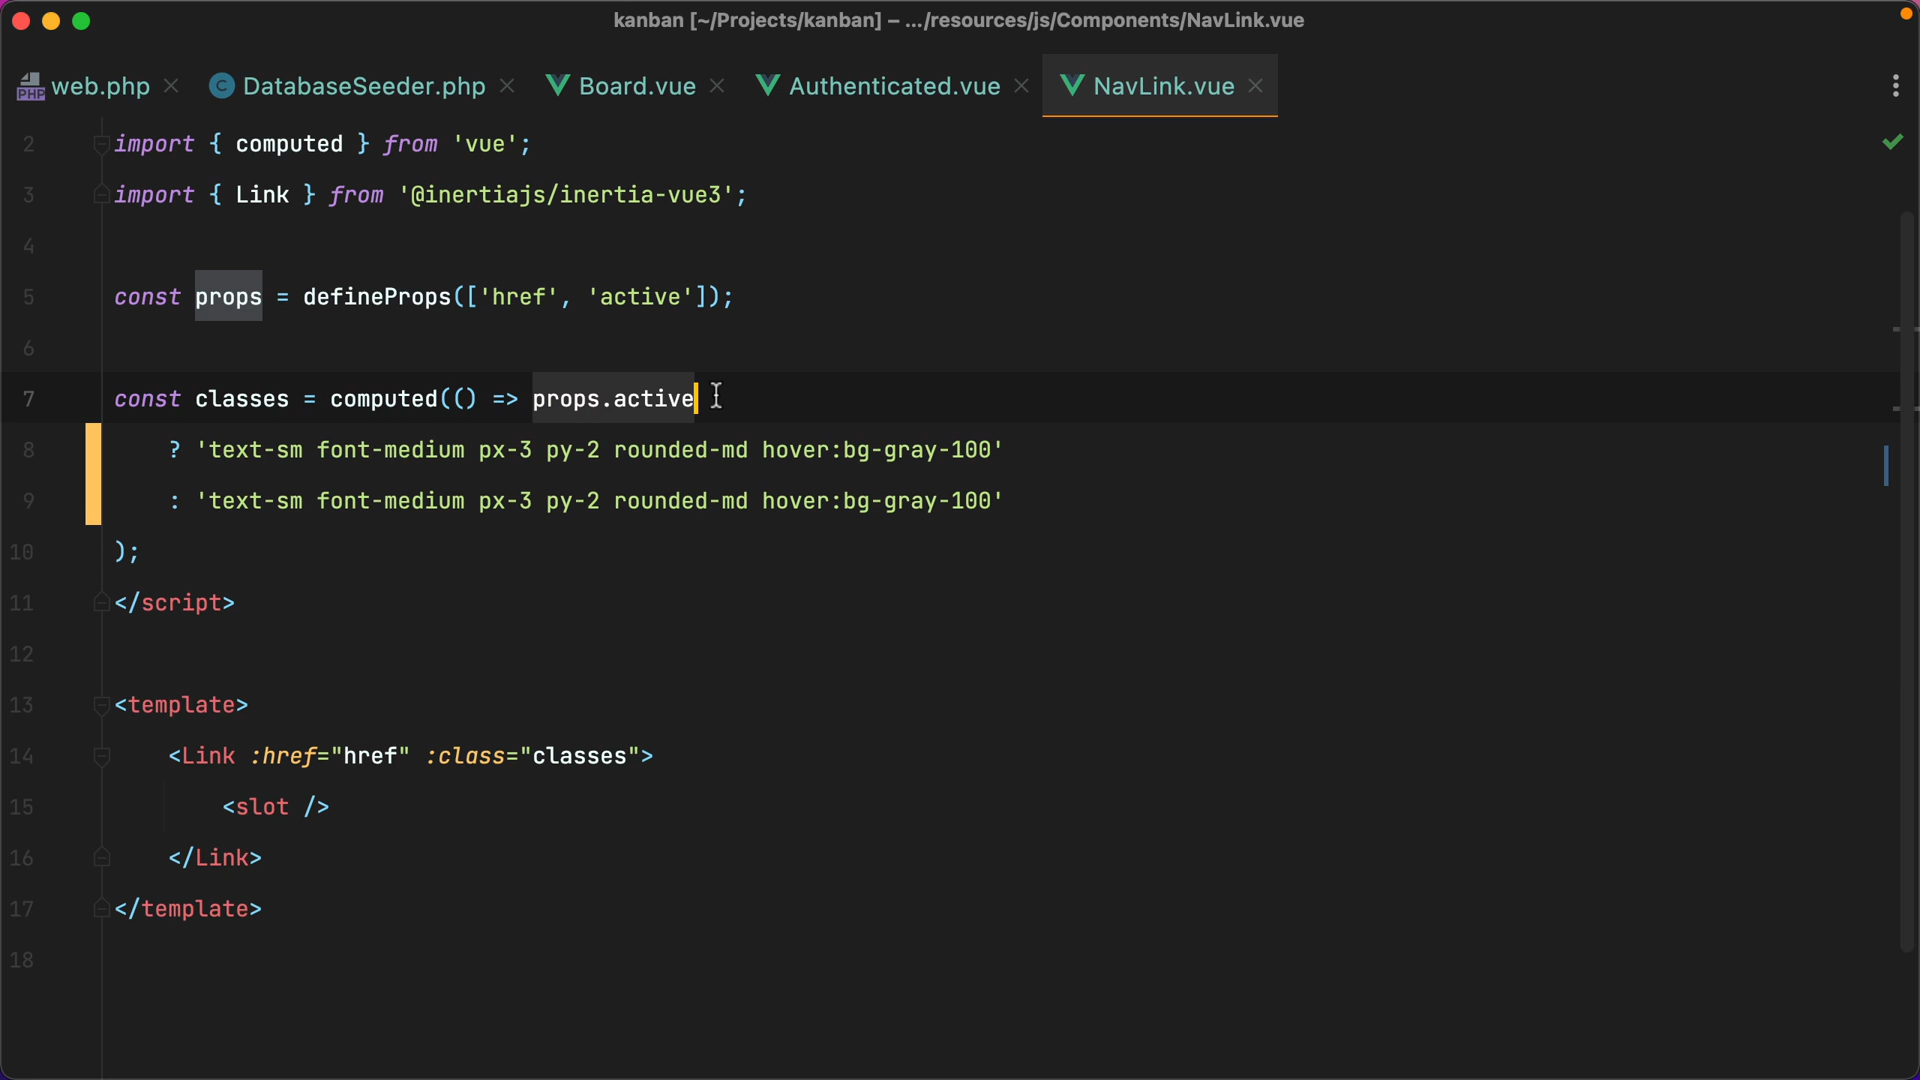 kanban [~/Projects/kanban] – .../resources/js/Components/NavLink.vue
PHP web.php C DatabaseSeeder.php Board.vue Authenticated.vue NavLink.vue
2 import { computed } from 'vue';
3 import { Link } from '@inertiajs/inertia-vue3';
4
5 const props = defineProps(['href', 'active']);
6
7 const classes = computed(() => props.active
8     ? 'text-sm font-medium px-3 py-2 rounded-md hover:bg-gray-100'
9     : 'text-sm font-medium px-3 py-2 rounded-md hover:bg-gray-100'
10 );
11 </script>
12
13 <template>
14     <Link :href="href" :class="classes">
15         <slot />
16     </Link>
17 </template>
18